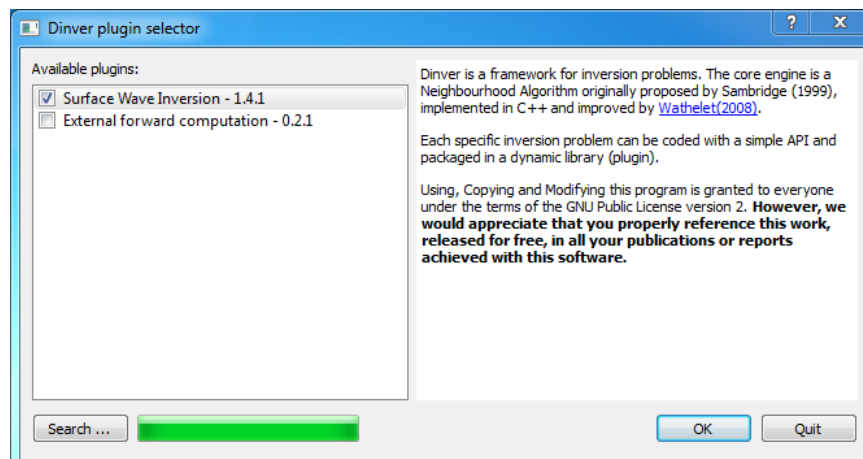 Dinver plugin selector
Available plugins:
Surface Wave Inversion - 1.4.1
External forward computation - 0.2.1
Dinver is a framework for inversion problems. The core engine is a
Neighbourhood Algorithm originally proposed by Sambridge (1999),
implemented in C++ and improved by Wathelet(2008).
Each specific inversion problem can be coded with a simple API and
packaged in a dynamic library (plugin).
Using, Copying and Modifying this program is granted to everyone
under the terms of the GNU Public License version 2. However, we
would appreciate that you properly reference this work,
released for free, in all your publications or reports
achieved with this software.
Search ...
OK
Quit